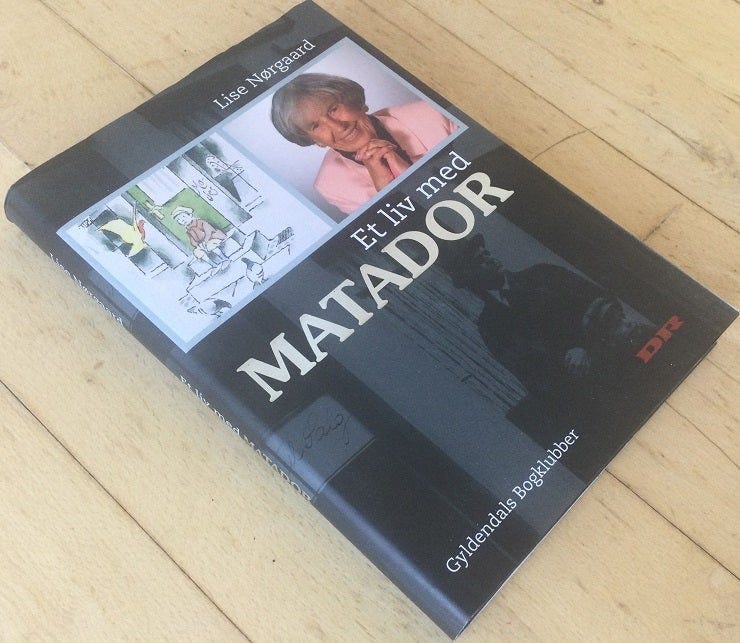 Lise Nørgaard
Et liv med
MATADOR
DR
Gyldendals Bogklubber
Lise Nørgaard
Et liv med MATADOR